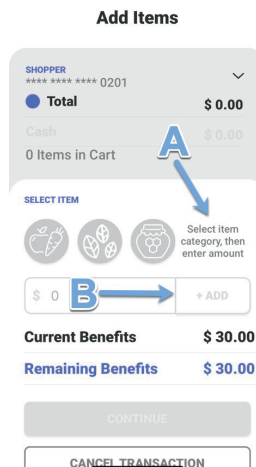 Add Items
SHOPPER
**** **** **** 0201
Total $ 0.00
Cash $ 0.00
0 Items in Cart
A
SELECT ITEM
Select item
category, then
enter amount
$ 0
B
+ ADD
Current Benefits $ 30.00
Remaining Benefits $ 30.00
CONTINUE
CANCEL TRANSACTION